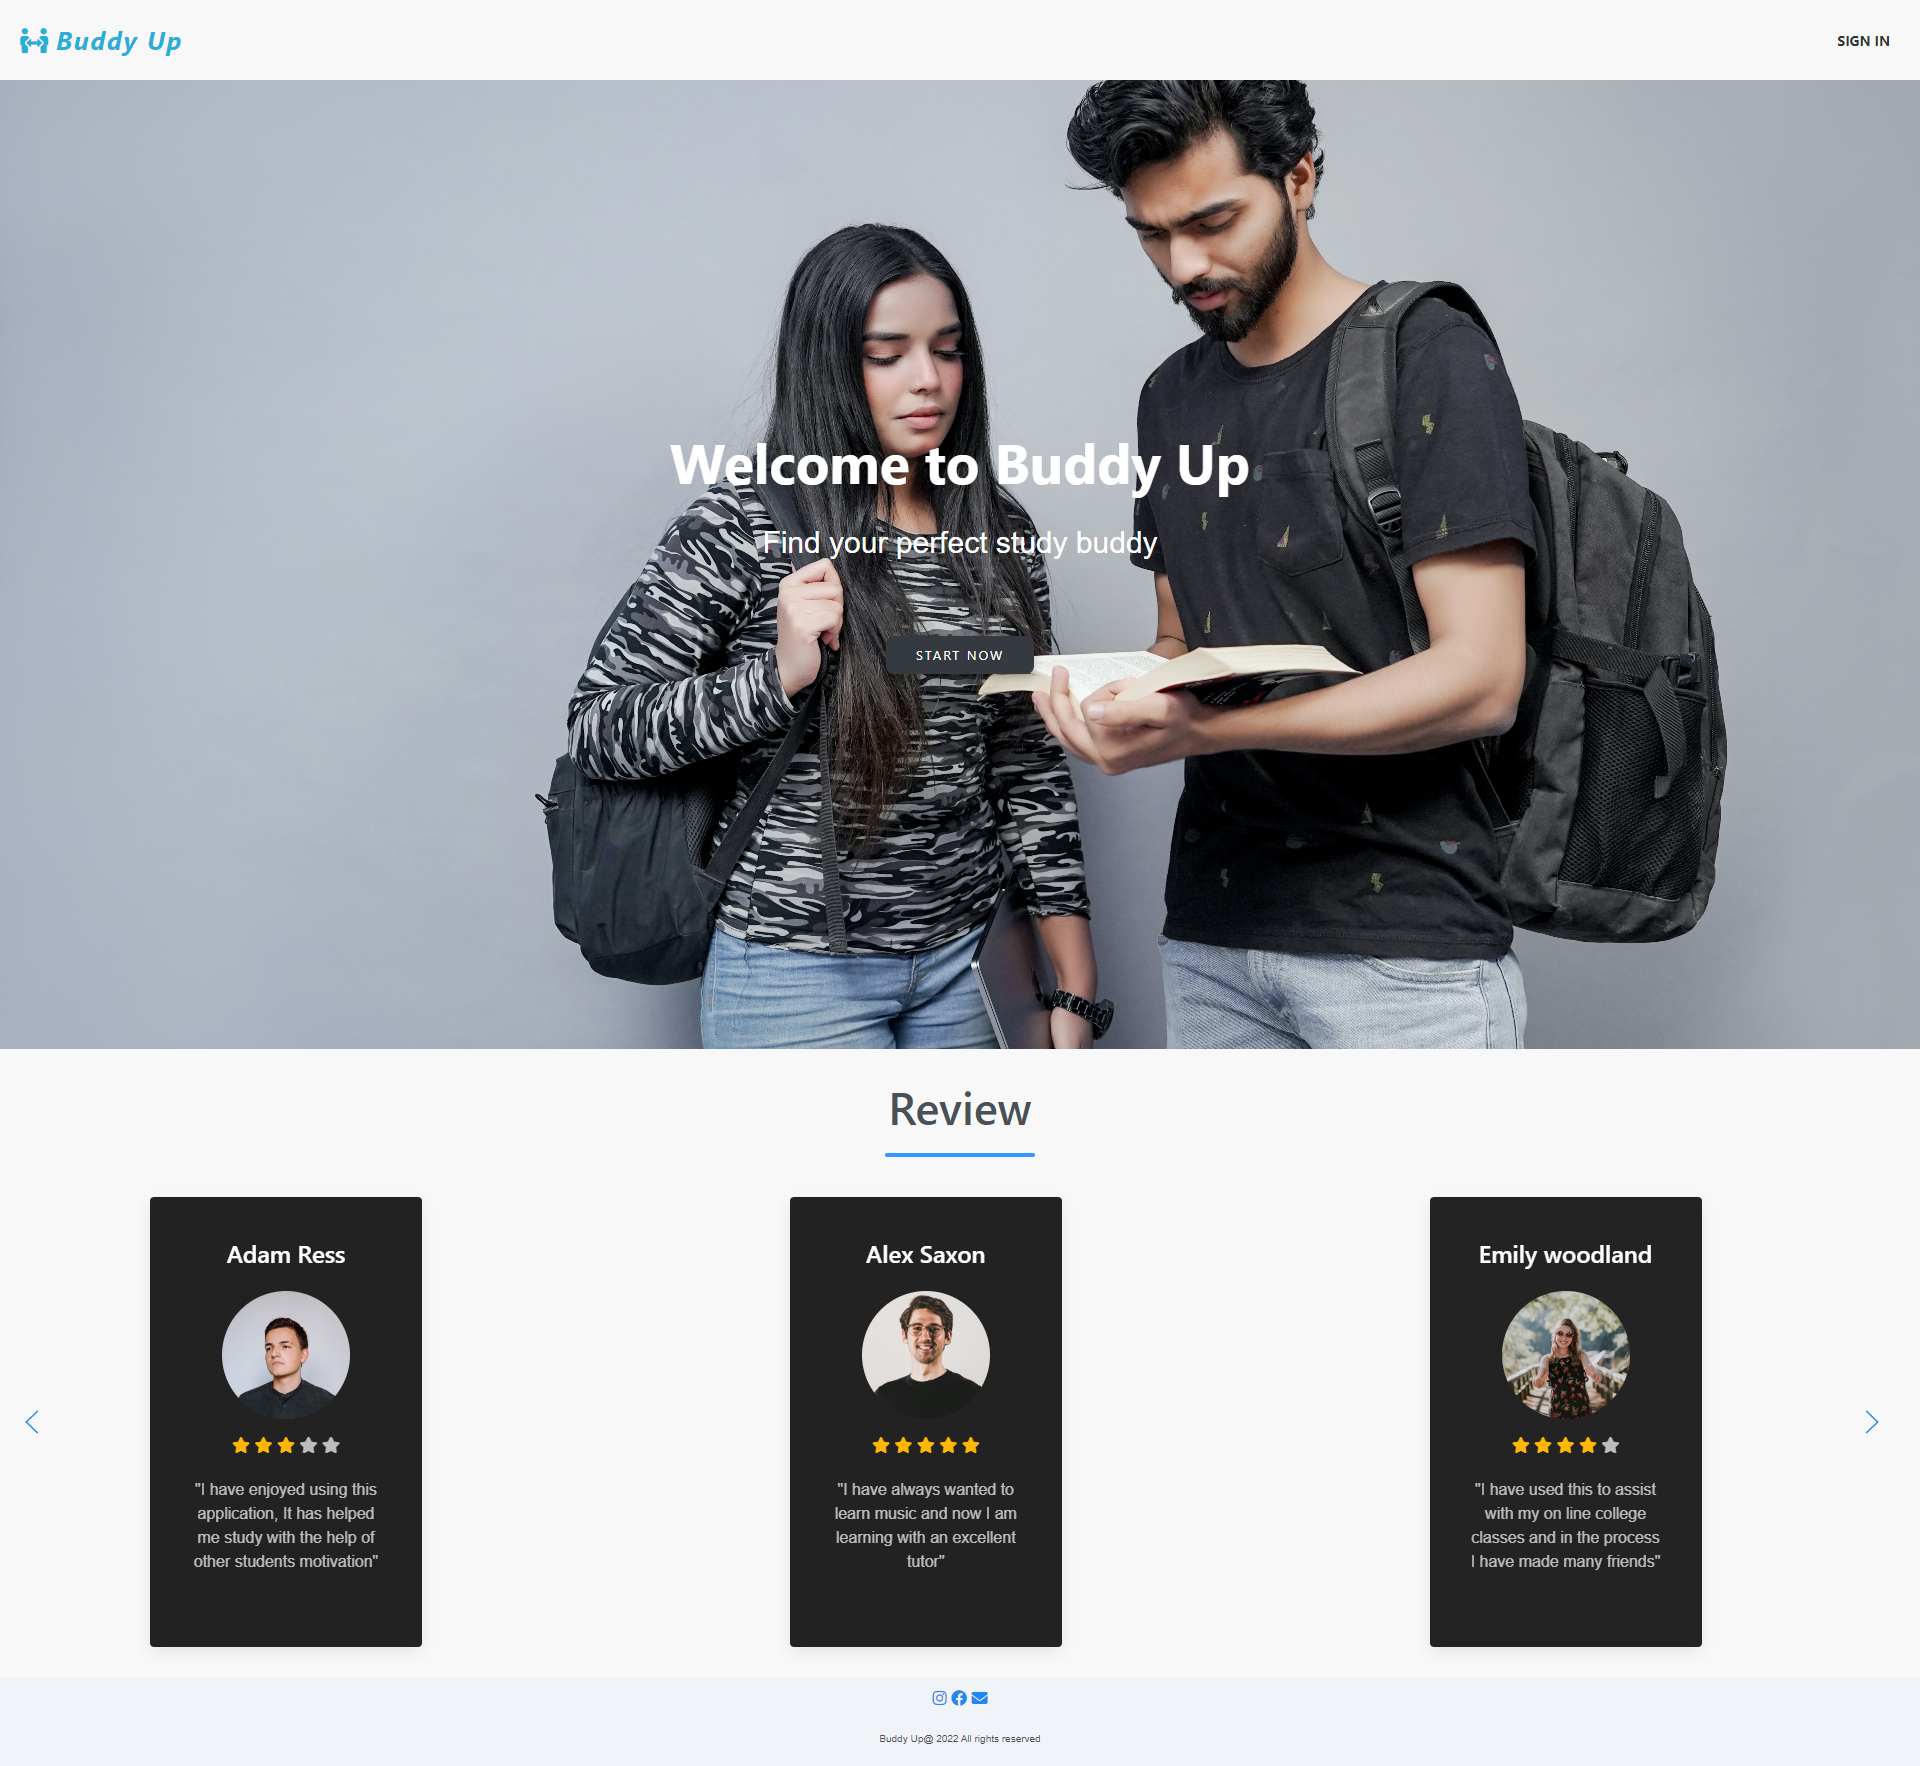 Buddy Up
SIGN IN
Welcome to Buddy Up
Find your perfect study buddy
START NOW
Review
Adam Ress
"I have enjoyed using this
application, It has helped
me study with the help of
other students motivation"
Alex Saxon
"I have always wanted to
learn music and now I am
learning with an excellent
tutor"
Emily woodland
"I have used this to assist
with my on line college
classes and in the process
I have made many friends"
Buddy Up@ 2022 All rights reserved